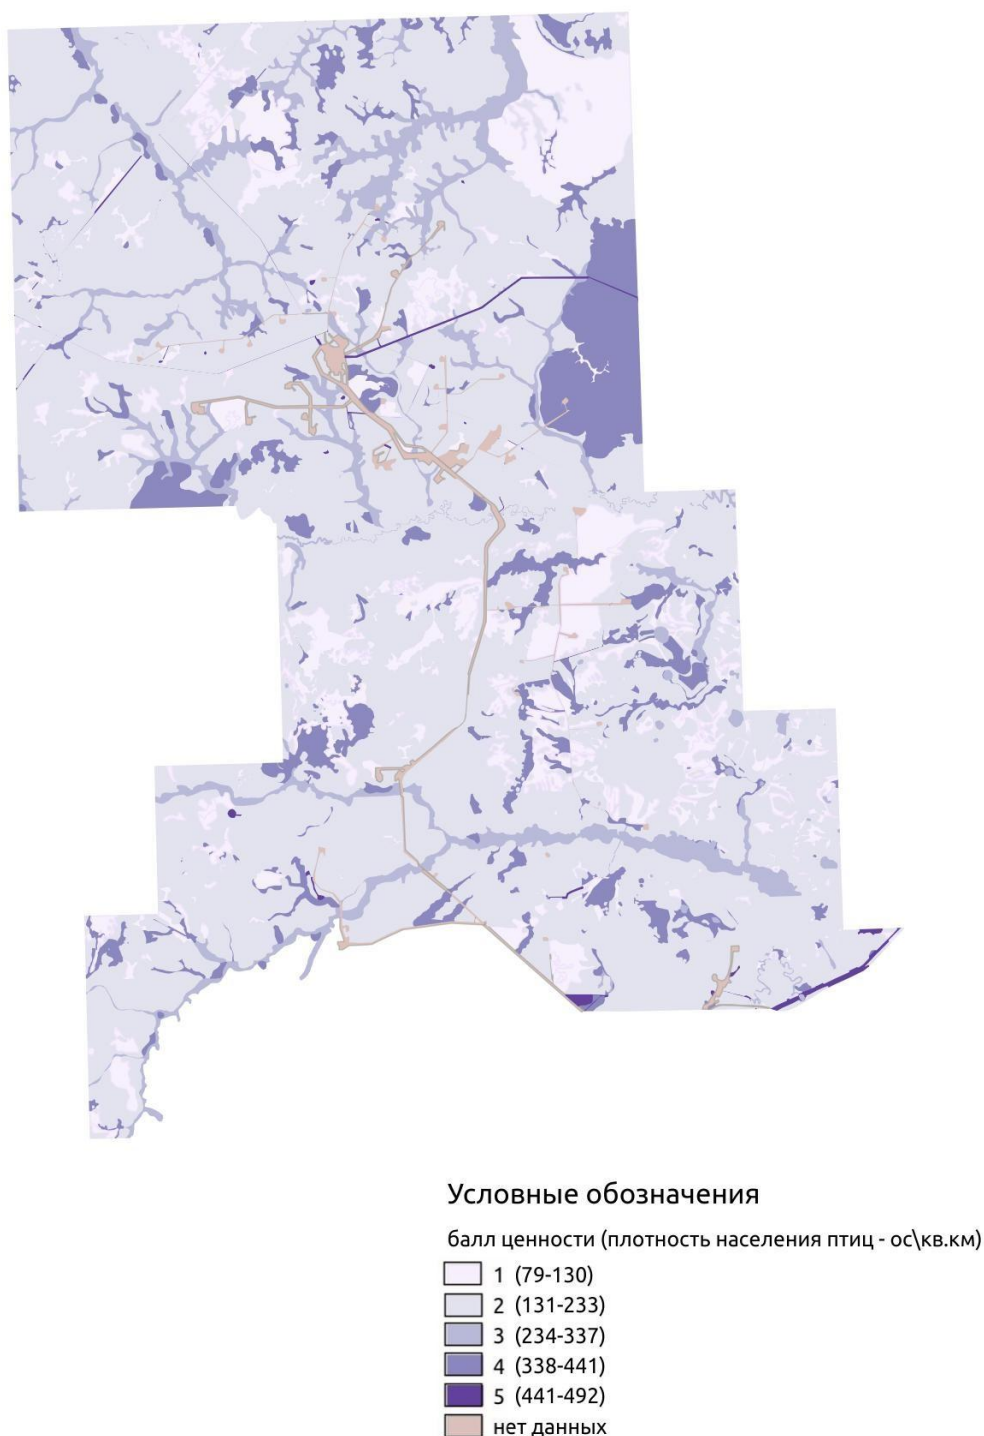 Условные обозначения
балл ценности (плотность населения птиц - ос\кв.км)
1 (79-130)
2 (131-233)
3 (234-337)
4 (338-441)
5 (441-492)
нет данных